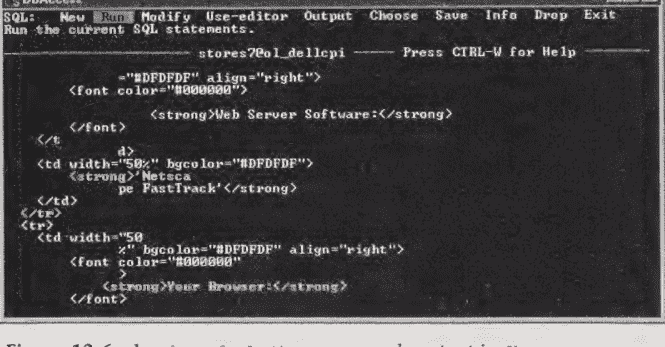 DBAccess
SQL: New Run Modify Use-editor Output Choose Save Info Drop Exit
Run the current SQL statements.
stores7@ol_dellcpi Press CTRL-W for Help
="#DFDFDF" align="right">
<font color="#000000">
<strong>Web Server Software:</strong>
</font>
</t
d>
<td width="50%" bgcolor="#DFDFDF">
<strong>'Netsca
pe FastTrack'</strong>
</td>
</tr>
<tr>
<td width="50
%" bgcolor="#DFDFDF" align="right">
<font color="#000000"
>
<strong>Your Browser:</strong>
</font>